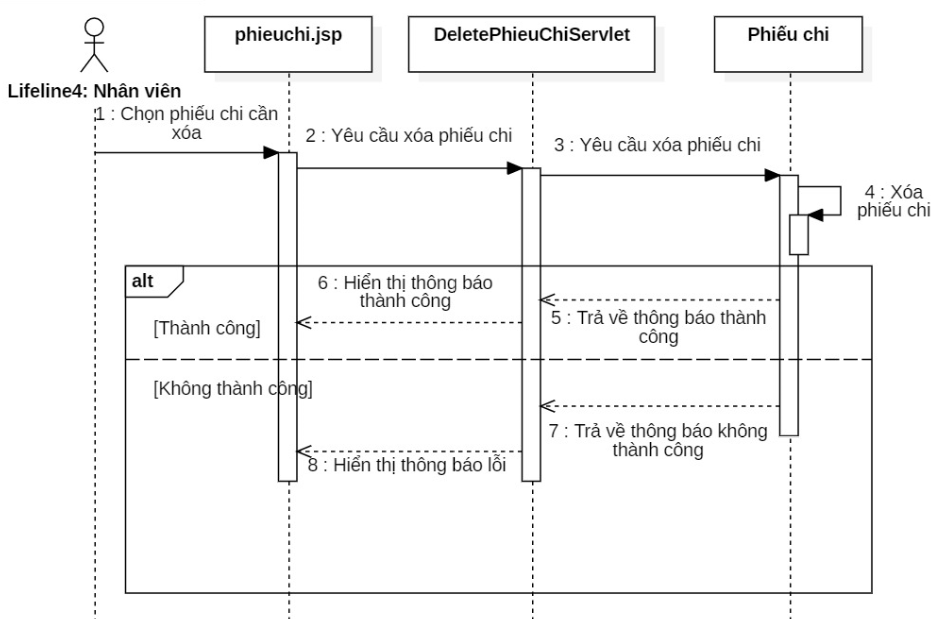 phieuchi.jsp
DeletePhieuChiServlet
Phiếu chi
Lifeline4: Nhân viên
1 : Chọn phiếu chi cần
xóa
2 : Yêu cầu xóa phiếu chi
3 : Yêu cầu xóa phiếu chi
4 : Xóa
phiếu chi
alt
6 : Hiển thị thông báo
thành công
[Thành công]
5 : Trả về thông báo thành
công
[Không thành công]
7 : Trả về thông báo không
thành công
8 : Hiển thị thông báo lỗi